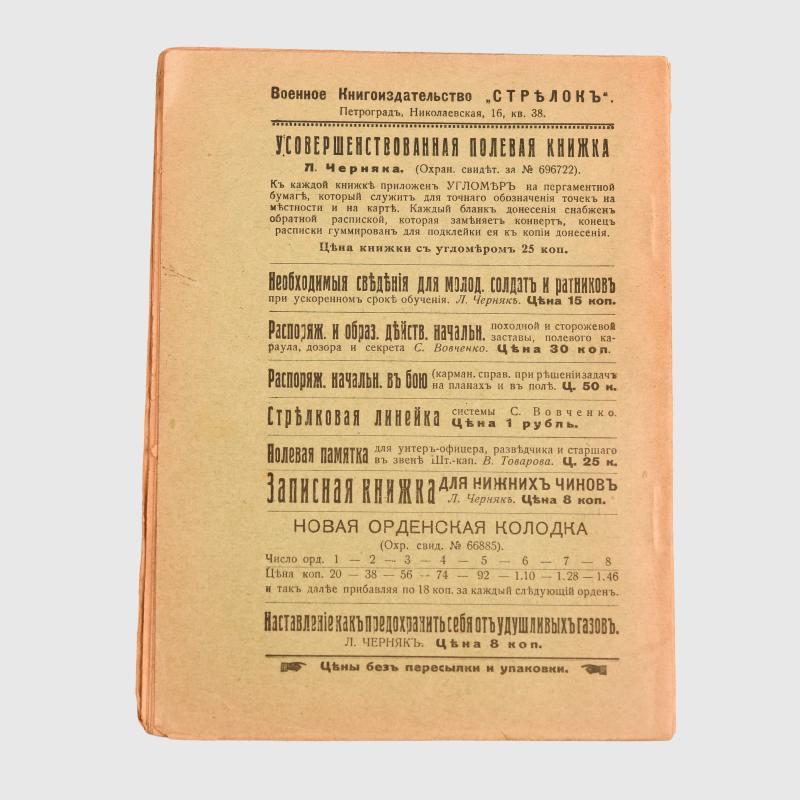 Военное Книгоиздательство „СТРѢЛОКЪ“.
Петроградъ, Николаевская, 16, кв. 38.
УСОВЕРШЕНСТВОВАННАЯ ПОЛЕВАЯ КНИЖКА
Л. Черняка. (Охран. свидѣт. за № 696722).
Къ каждой книжкѣ приложенъ УГЛОМѢРЪ на пергаментной
бумагѣ, который служитъ для точнаго обозначенія точекъ на
мѣстности и на картѣ. Каждый бланкъ донесенія снабженъ
обратной распиской, которая замѣняетъ конвертъ, конецъ
расписки гуммированъ для подклейки ея къ копіи донесенія.
Цѣна книжки съ угломѣромъ 25 коп.
Необходимыя свѣдѣнія для молод. солдатъ и ратниковъ
при ускоренномъ срокѣ обученія. Л. Чернякъ. Цѣна 15 коп.
Распоряж. и образ. дѣйств. начальн. походной и сторожевой
заставы, полевого ка-
раула, дозора и секрета С. Вовченко. Цѣна 30 коп.
Распоряж. начальн. въ бою (карман. справ. при рѣшеніи задачъ
на планахъ и въ полѣ. Ц. 50 к.
Стрѣлковая линейка системы С. Вовченко.
Цѣна 1 рубль.
Полевая памятка для унтеръ-офицера, развѣдчика и старшаго
въ звенѣ Шт.-кап. В. Товарова. Ц. 25 к.
Записная книжка для нижнихъ чиновъ
Л. Чернякъ. Цѣна 8 коп.
НОВАЯ ОРДЕНСКАЯ КОЛОДКА
(Охр. свид. № 66885).
Число орд. 1 — 2 — 3 — 4 — 5 — 6 — 7 — 8
Цѣна коп. 20 — 38 — 56 — 74 — 92 — 1.10 — 1.28 — 1.46
и такъ далѣе прибавляя по 18 коп. за каждый слѣдующій орденъ.
Наставленіе какъ предохранить себя отъ удушливыхъ газовъ.
Л. ЧЕРНЯКЪ. Цѣна 8 коп.
Цѣны безъ пересылки и упаковки.